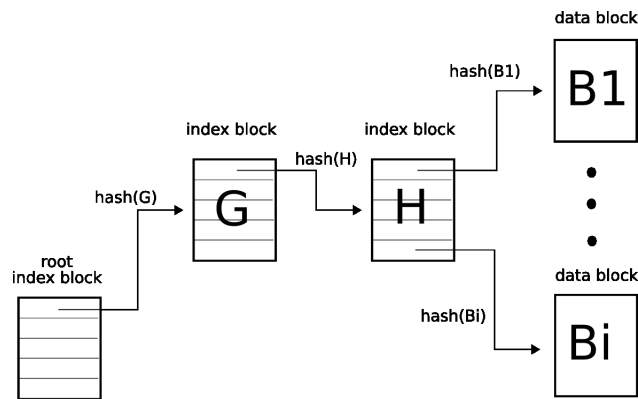 data block
B1
hash(B1)
index block
index block
hash(H)
G
H
hash(G)
root
index block
data block
hash(Bi)
Bi